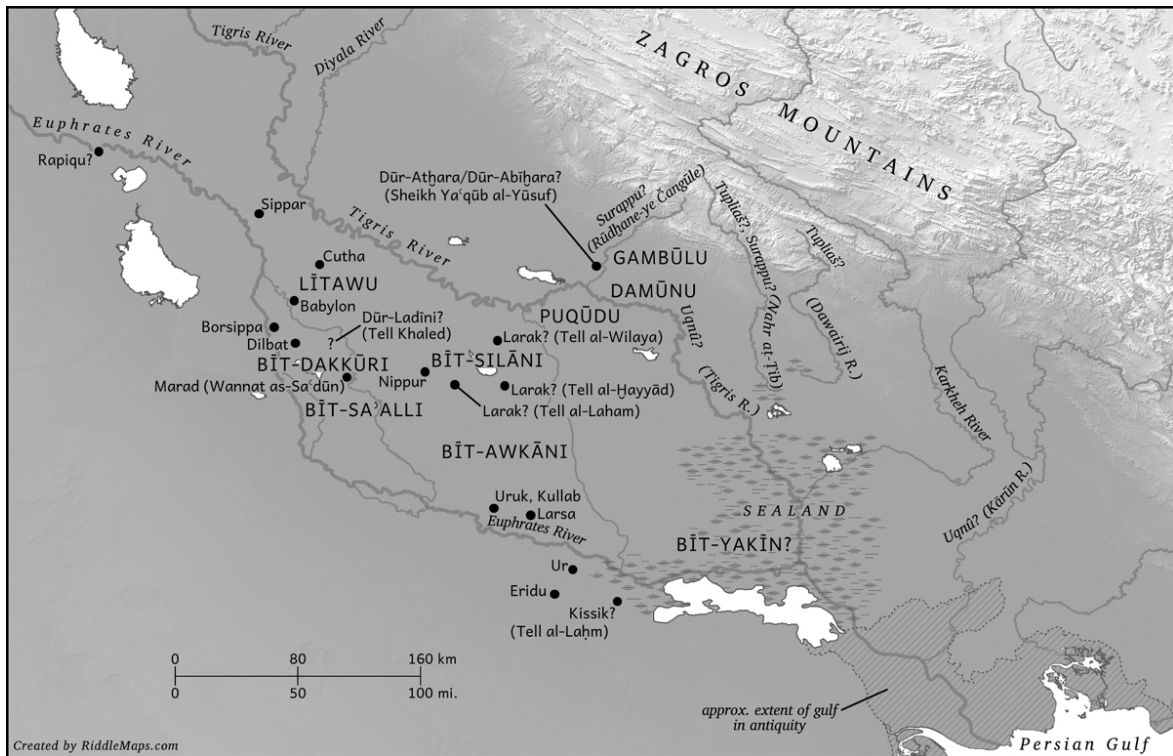 Tigris River
Diyala River
ZAGROS MOUNTAINS
Euphrates River
Rapiqu?
Dūr-Atḫara/Dūr-Abīḫara?
(Sheikh Yaʿqūb al-Yūsuf)
Surappu?
(Rūdḫane-ye Čangūle)
Tupliaš?, Surappu? (Nahr aṭ-Ṭib)
Tupliaš?
(Dawairij R.)
Sippar
Tigris River
Cutha
GAMBŪLU
LĪTAWU
DAMŪNU
Babylon
Dūr-Ladīni?
(Tell Khaled)
?
PUQŪDU
Uqnû?
(Tigris R.)
Borsippa
Dilbat
Larak? (Tell al-Wilaya)
BĪT-DAKKŪRI
BĪT-SILĀNI
Nippur
Marad (Wannat as-Saʿdūn)
Larak? (Tell al-Ḥayyād)
Karkheh River
BĪT-SAʾALLI
Larak? (Tell al-Laham)
BĪT-AWKĀNI
Uruk, Kullab
Larsa
Euphrates River
SEALAND
Uqnû? (Kārūn R.)
BĪT-YAKĪN?
Ur
Eridu
Kissik?
(Tell al-Laḥm)
0 80 160 km
0 50 100 mi.
approx. extent of gulf
in antiquity
Created by RiddleMaps.com
Persian Gulf